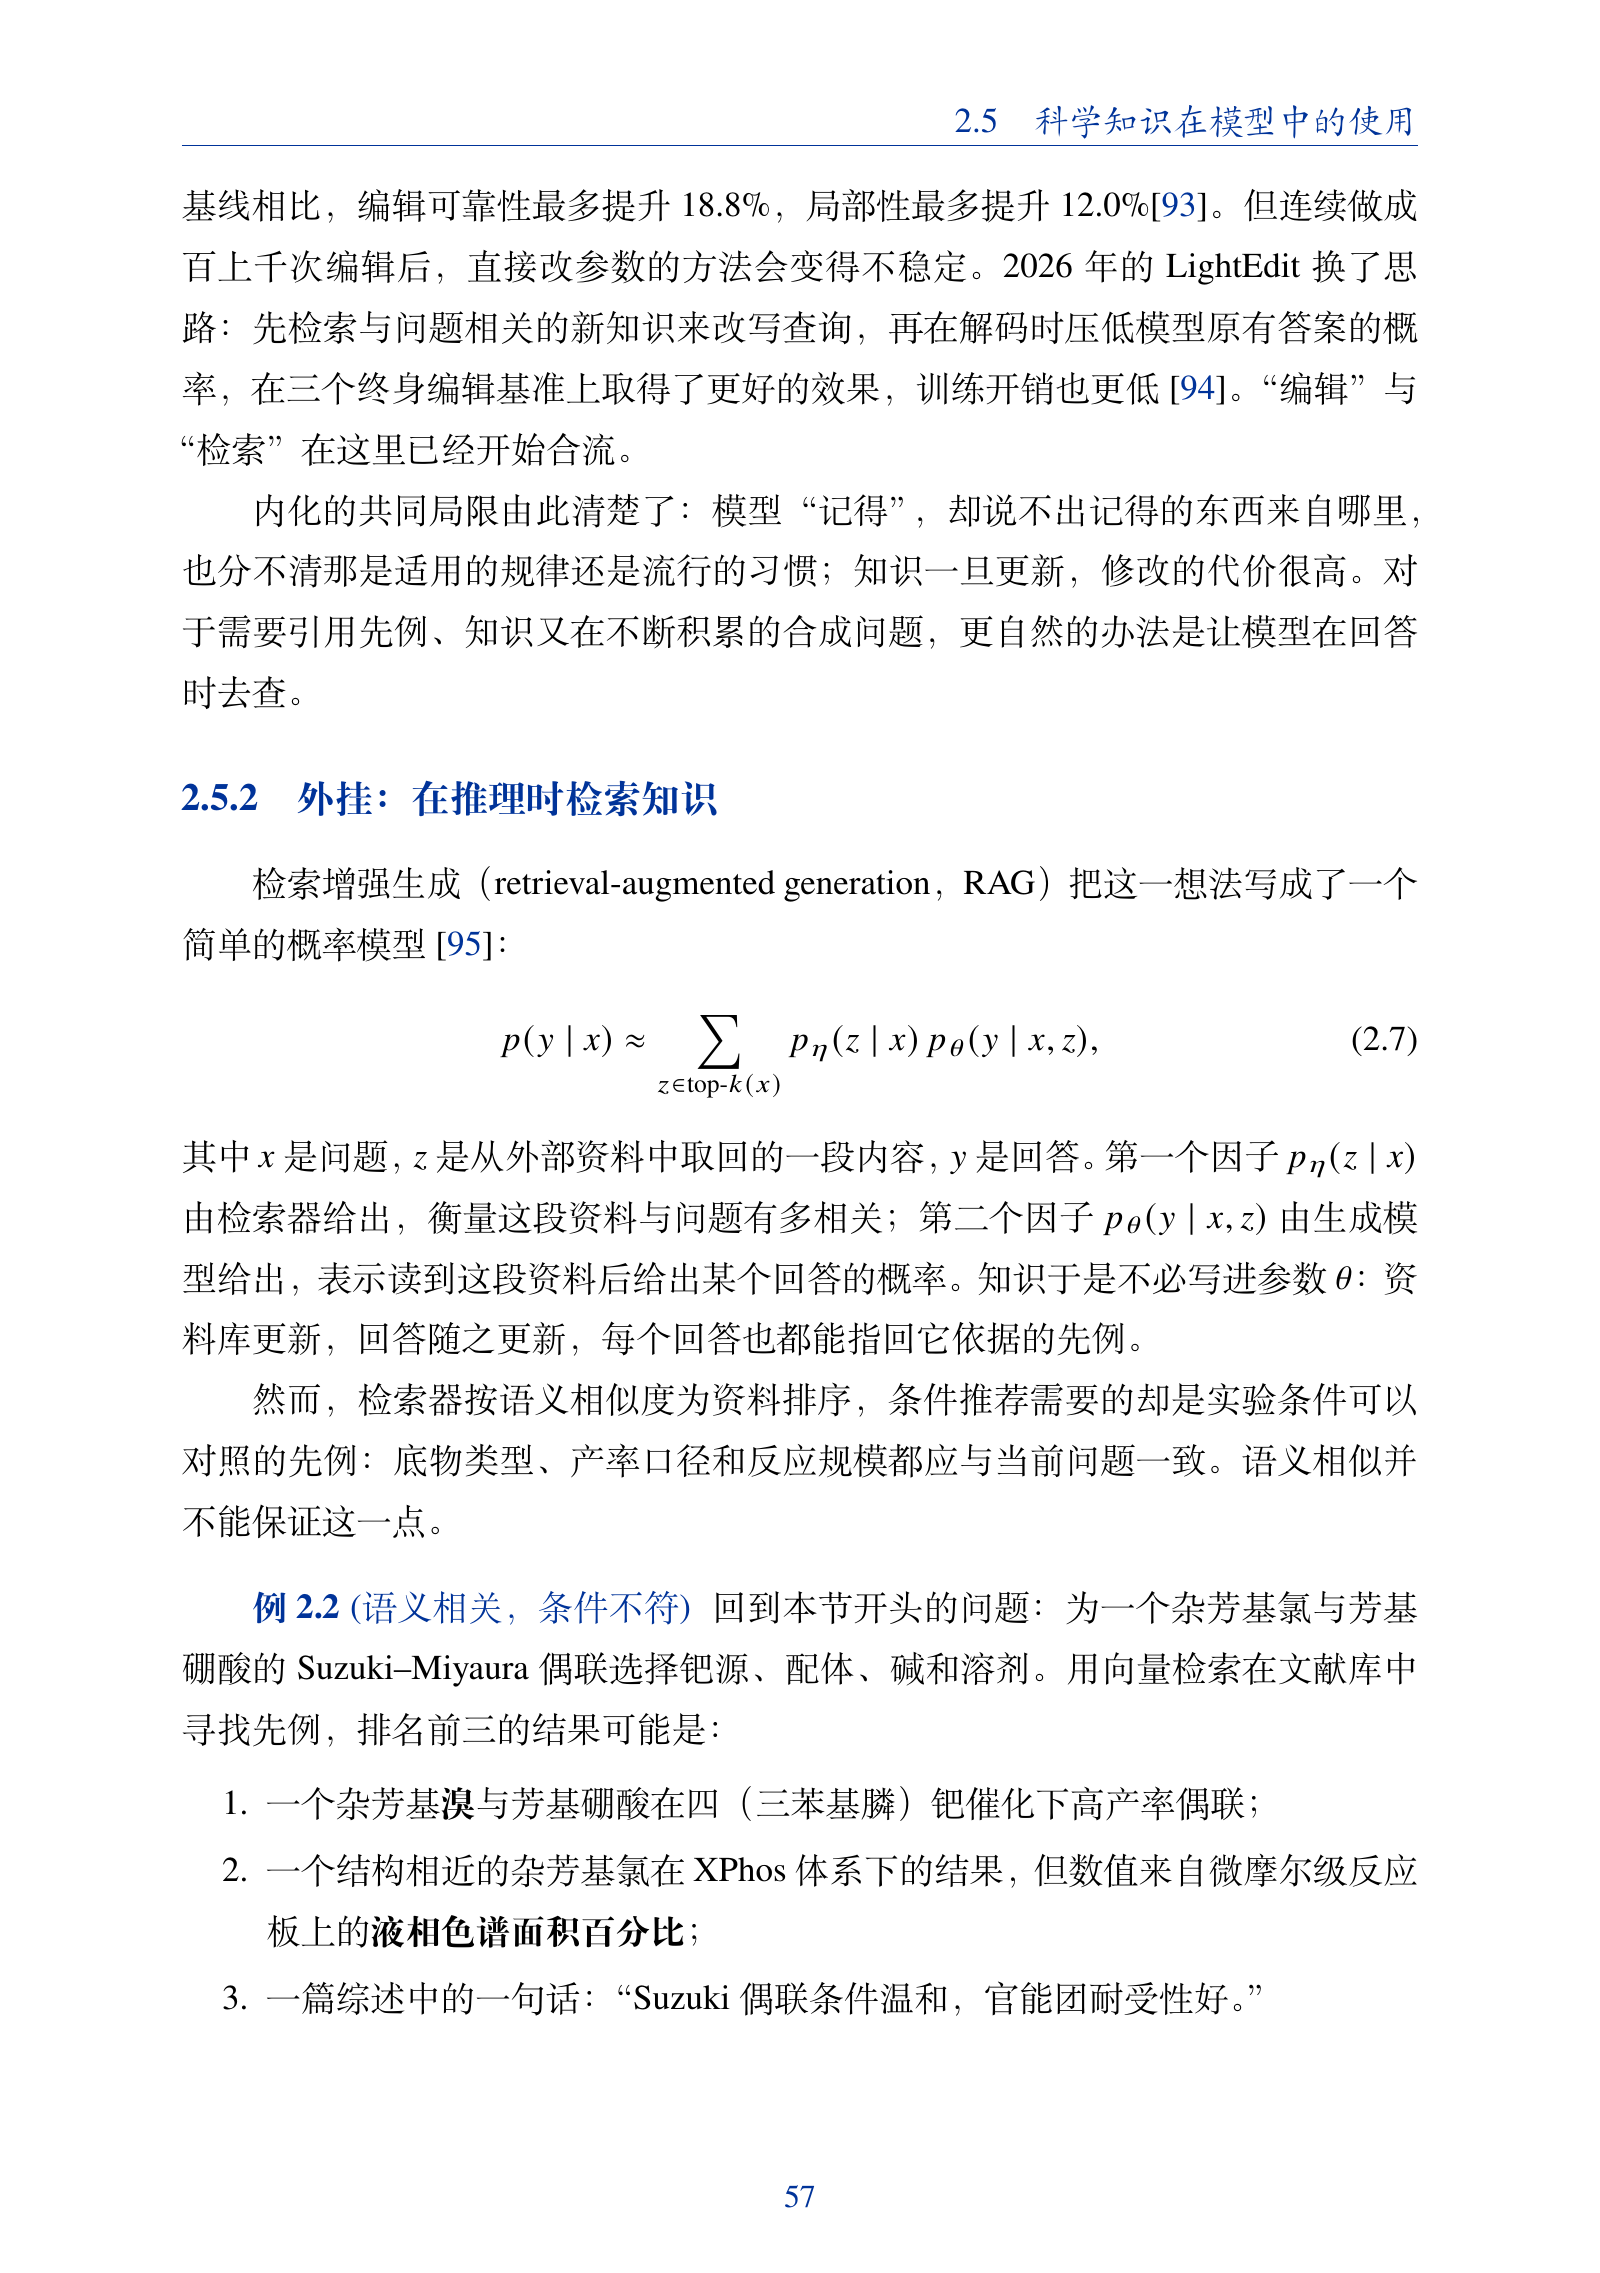 2.5 科学知识在模型中的使用
基线相比，编辑可靠性最多提升 18.8%，局部性最多提升 12.0%[93]。但连续做成
百上千次编辑后，直接改参数的方法会变得不稳定。2026 年的 LightEdit 换了思
路：先检索与问题相关的新知识来改写查询，再在解码时压低模型原有答案的概
率，在三个终身编辑基准上取得了更好的效果，训练开销也更低 [94]。“编辑”与
“检索”在这里已经开始合流。
内化的共同局限由此清楚了：模型“记得”，却说不出记得的东西来自哪里，
也分不清那是适用的规律还是流行的习惯；知识一旦更新，修改的代价很高。对
于需要引用先例、知识又在不断积累的合成问题，更自然的办法是让模型在回答
时去查。
2.5.2 外挂：在推理时检索知识
检索增强生成（retrieval-augmented generation，RAG）把这一想法写成了一个
简单的概率模型 [95]：
p(y | x) ≈ ∑_{z∈top-k(x)} p_η(z | x) p_θ(y | x, z), (2.7)
其中 x 是问题，z 是从外部资料中取回的一段内容，y 是回答。第一个因子 p_η(z | x)
由检索器给出，衡量这段资料与问题有多相关；第二个因子 p_θ(y | x, z) 由生成模
型给出，表示读到这段资料后给出某个回答的概率。知识于是不必写进参数 θ：资
料库更新，回答随之更新，每个回答也都能指回它依据的先例。
然而，检索器按语义相似度为资料排序，条件推荐需要的却是实验条件可以
对照的先例：底物类型、产率口径和反应规模都应与当前问题一致。语义相似并
不能保证这一点。
例 2.2 (语义相关，条件不符) 回到本节开头的问题：为一个杂芳基氯与芳基
硼酸的 Suzuki–Miyaura 偶联选择钯源、配体、碱和溶剂。用向量检索在文献库中
寻找先例，排名前三的结果可能是：
1. 一个杂芳基溴与芳基硼酸在四（三苯基膦）钯催化下高产率偶联；
2. 一个结构相近的杂芳基氯在 XPhos 体系下的结果，但数值来自微摩尔级反应
板上的液相色谱面积百分比；
3. 一篇综述中的一句话：“Suzuki 偶联条件温和，官能团耐受性好。”
57